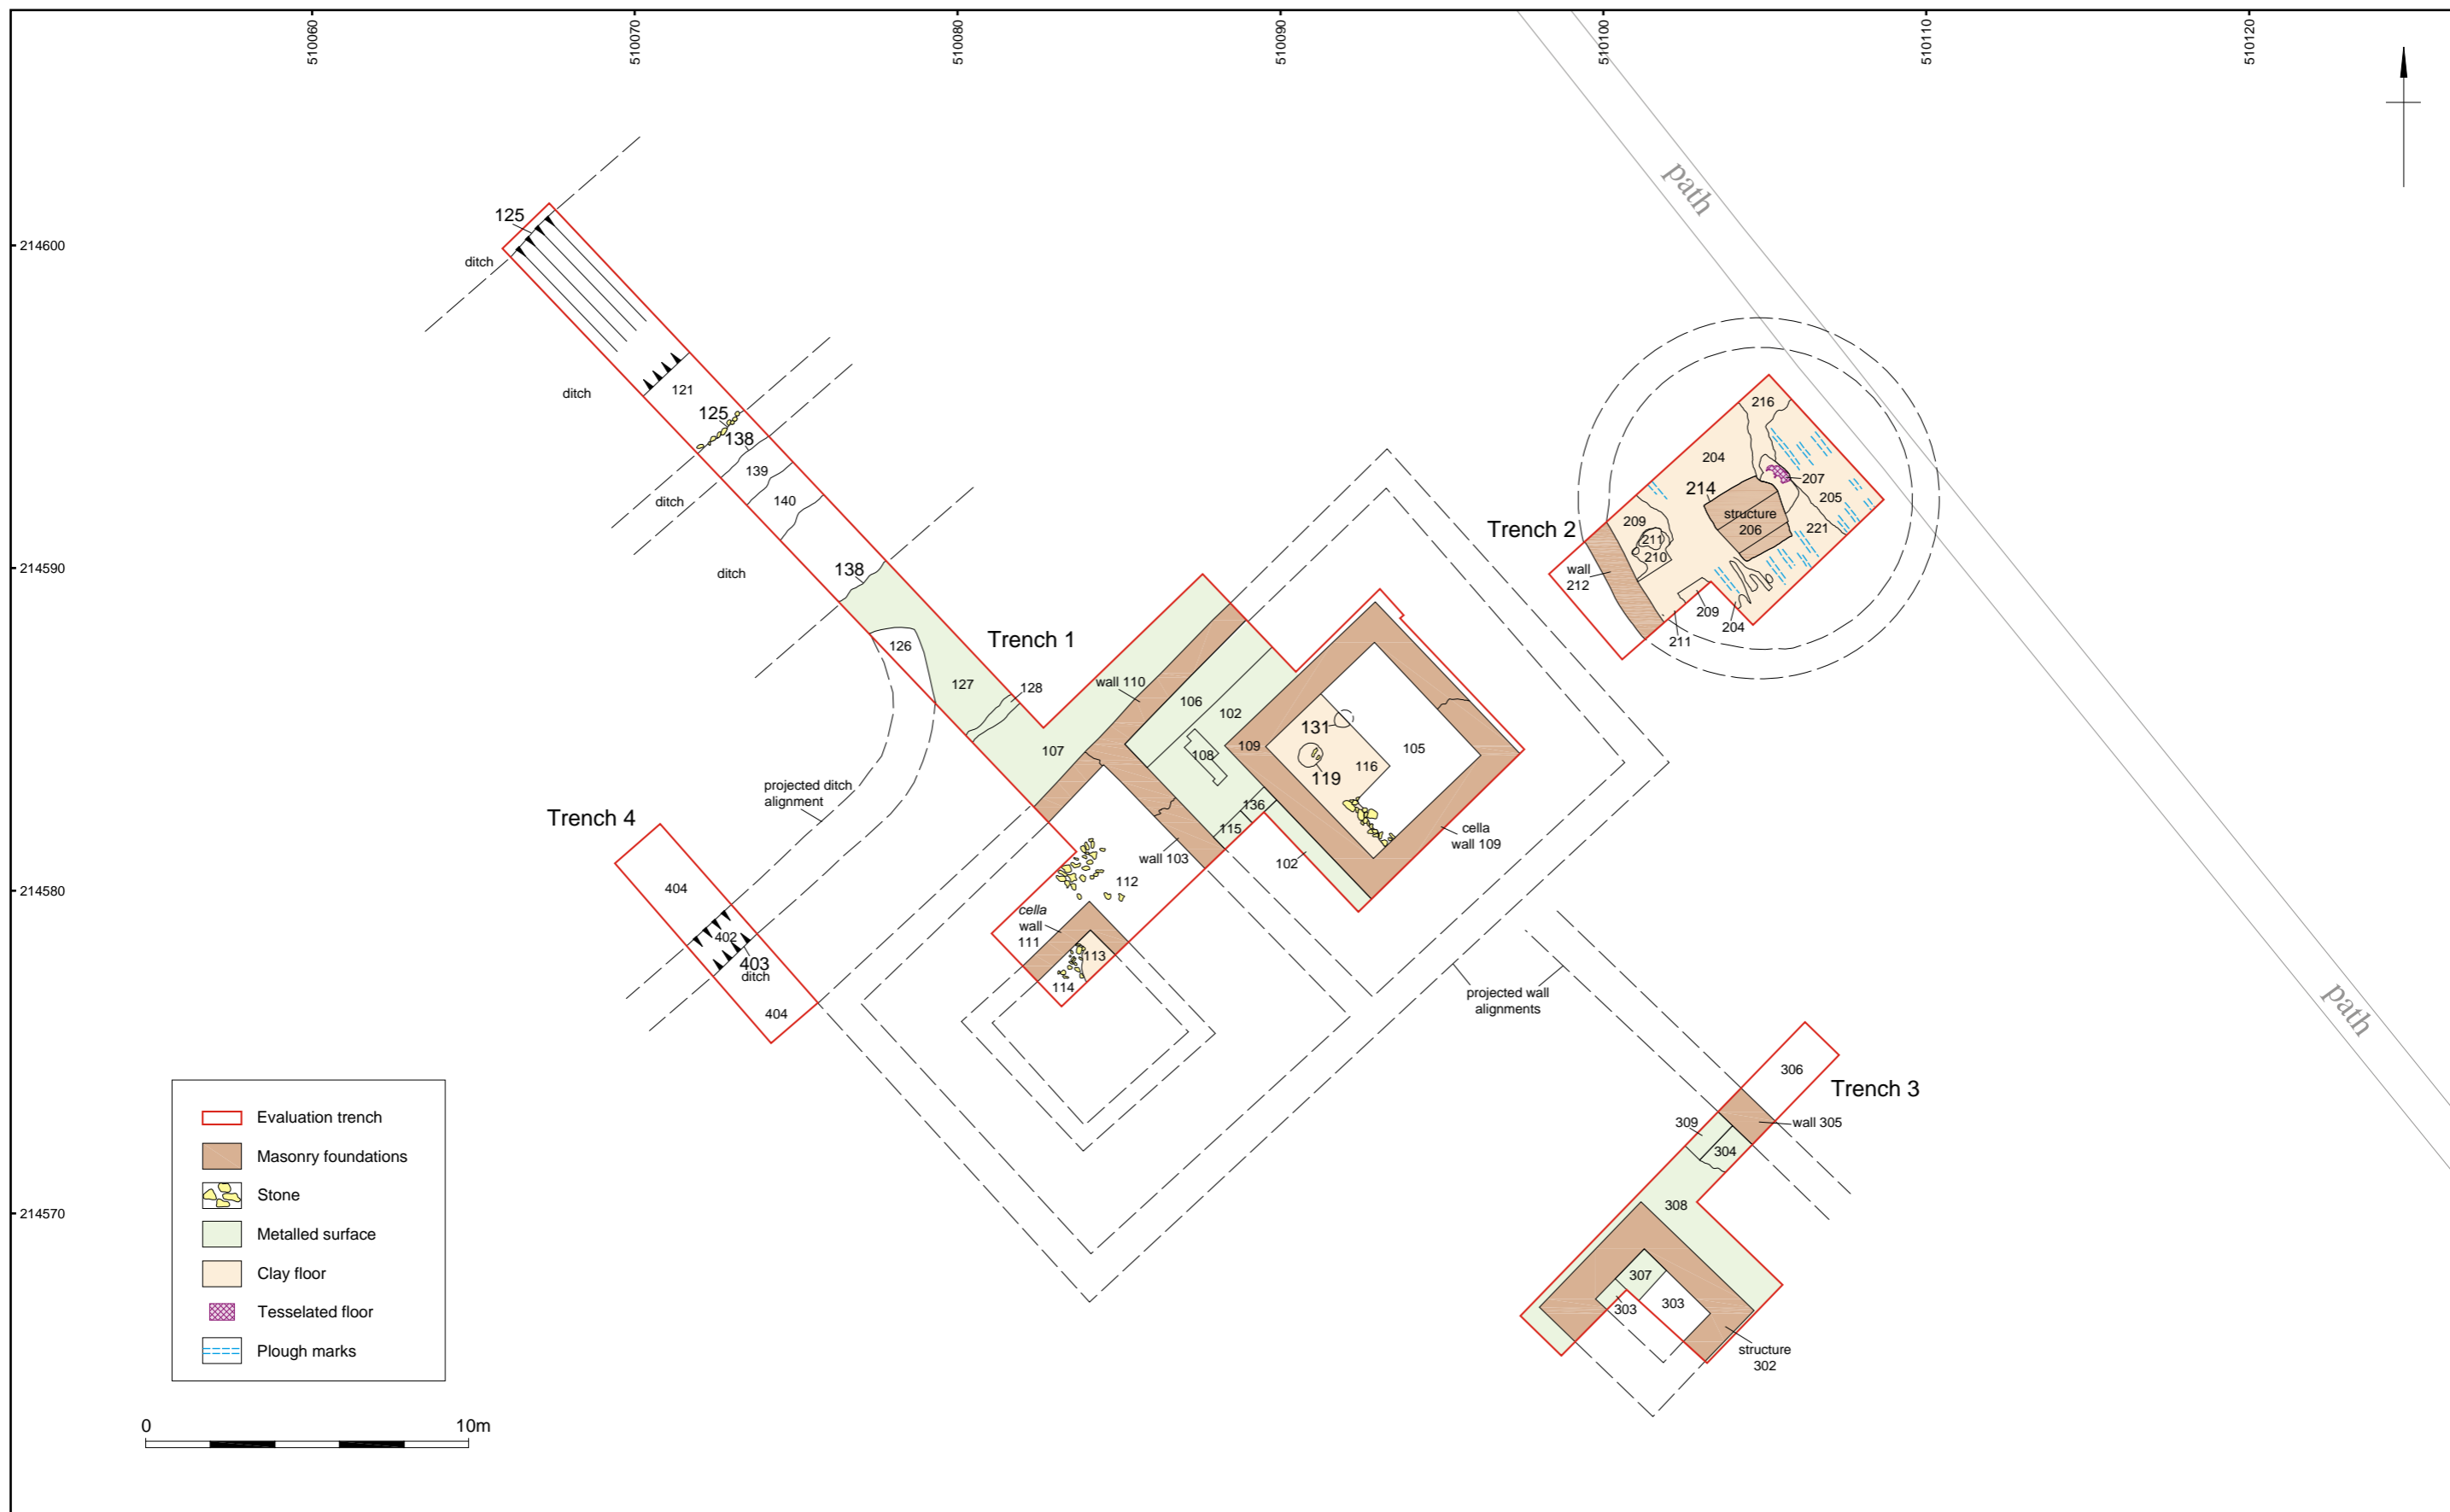 510060
510070
510080
510090
510100
510110
510120
214600
214590
214580
214570
path
path
125
ditch
ditch
121
125
138
139
140
ditch
ditch
138
126
127
128
107
Trench 1
wall 110
106
102
108
109
131
119
116
105
136
115
102
wall 103
cella
wall 109
112
cella
wall
111
113
114
projected ditch
alignment
Trench 4
404
402
403
ditch
404
Trench 2
216
204
214
207
205
structure
206
221
209
211
210
wall
212
209
204
211
projected wall
alignments
306
Trench 3
309
wall 305
304
308
307
303
303
structure
302
Evaluation trench
Masonry foundations
Stone
Metalled surface
Clay floor
Tesselated floor
Plough marks
0
10m